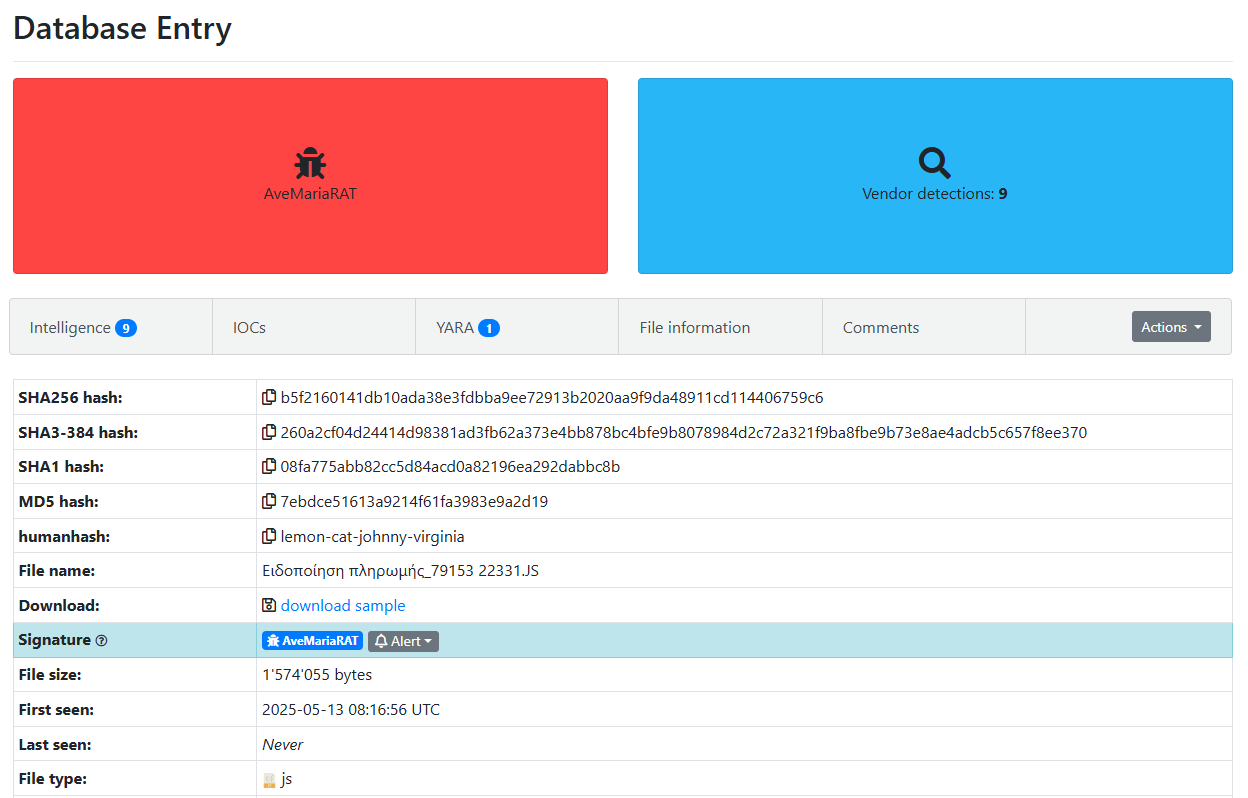 Database Entry
AveMariaRAT
Vendor detections: 9
Intelligence 9 IOCs YARA 1 File information Comments Actions
SHA256 hash: b5f2160141db10ada38e3fdbba9ee72913b2020aa9f9da48911cd114406759c6
SHA3-384 hash: 260a2cf04d24414d98381ad3fb62a373e4bb878bc4bfe9b8078984d2c72a321f9ba8fbe9b73e8ae4adcb5c657f8ee370
SHA1 hash: 08fa775abb82cc5d84acd0a82196ea292dabbc8b
MD5 hash: 7ebdce51613a9214f61fa3983e9a2d19
humanhash: lemon-cat-johnny-virginia
File name: Ειδοποίηση πληρωμής_79153 22331.JS
Download: download sample
Signature AveMariaRAT Alert
File size: 1'574'055 bytes
First seen: 2025-05-13 08:16:56 UTC
Last seen: Never
File type: js